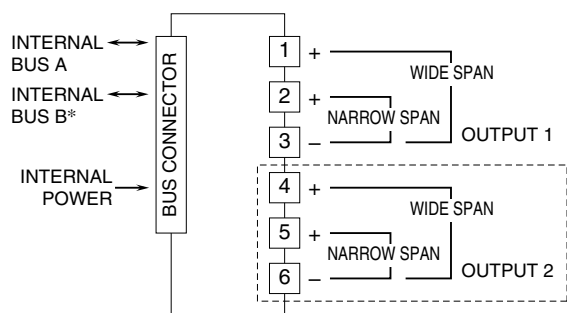 INTERNAL
BUS A
INTERNAL
BUS B*
INTERNAL
POWER
BUS CONNECTOR
1 +
WIDE SPAN
2 +
NARROW SPAN
3 –
OUTPUT 1
4 +
WIDE SPAN
5 +
NARROW SPAN
6 –
OUTPUT 2